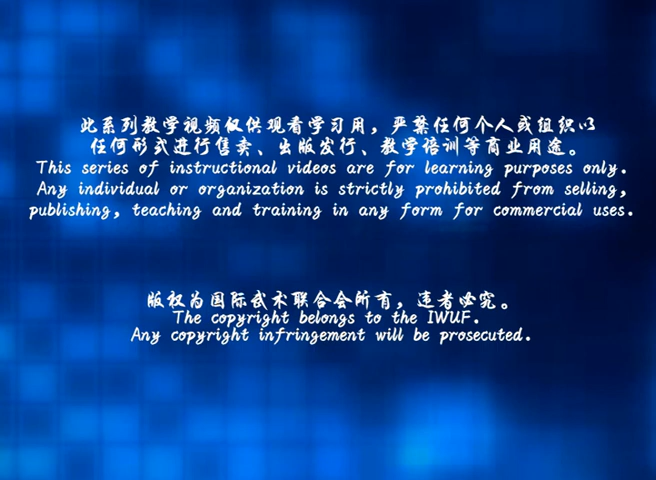 此系列教学视频仅供观看学习用，严禁任何个人或组织以
任何形式进行售卖、出版发行、教学培训等商业用途。
This series of instructional videos are for learning purposes only.
Any individual or organization is strictly prohibited from selling,
publishing, teaching and training in any form for commercial uses.
版权为国际武术联合会所有，违者必究。
The copyright belongs to the IWUF.
Any copyright infringement will be prosecuted.